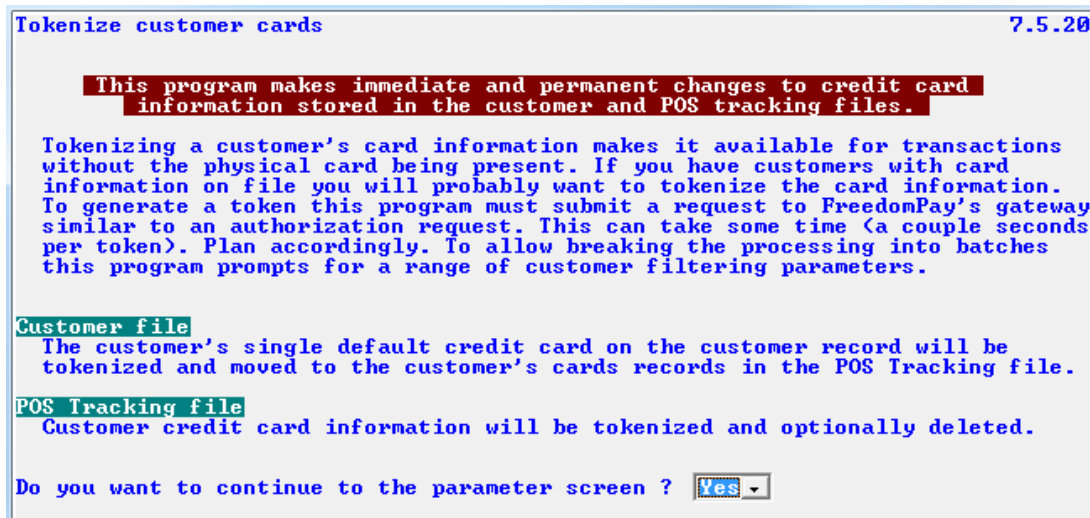 Tokenize customer cards 7.5.20
This program makes immediate and permanent changes to credit card
information stored in the customer and POS tracking files.
Tokenizing a customer's card information makes it available for transactions
without the physical card being present. If you have customers with card
information on file you will probably want to tokenize the card information.
To generate a token this program must submit a request to FreedomPay's gateway
similar to an authorization request. This can take some time (a couple seconds
per token). Plan accordingly. To allow breaking the processing into batches
this program prompts for a range of customer filtering parameters.
Customer file
The customer's single default credit card on the customer record will be
tokenized and moved to the customer's cards records in the POS Tracking file.
POS Tracking file
Customer credit card information will be tokenized and optionally deleted.
Do you want to continue to the parameter screen ? Yes